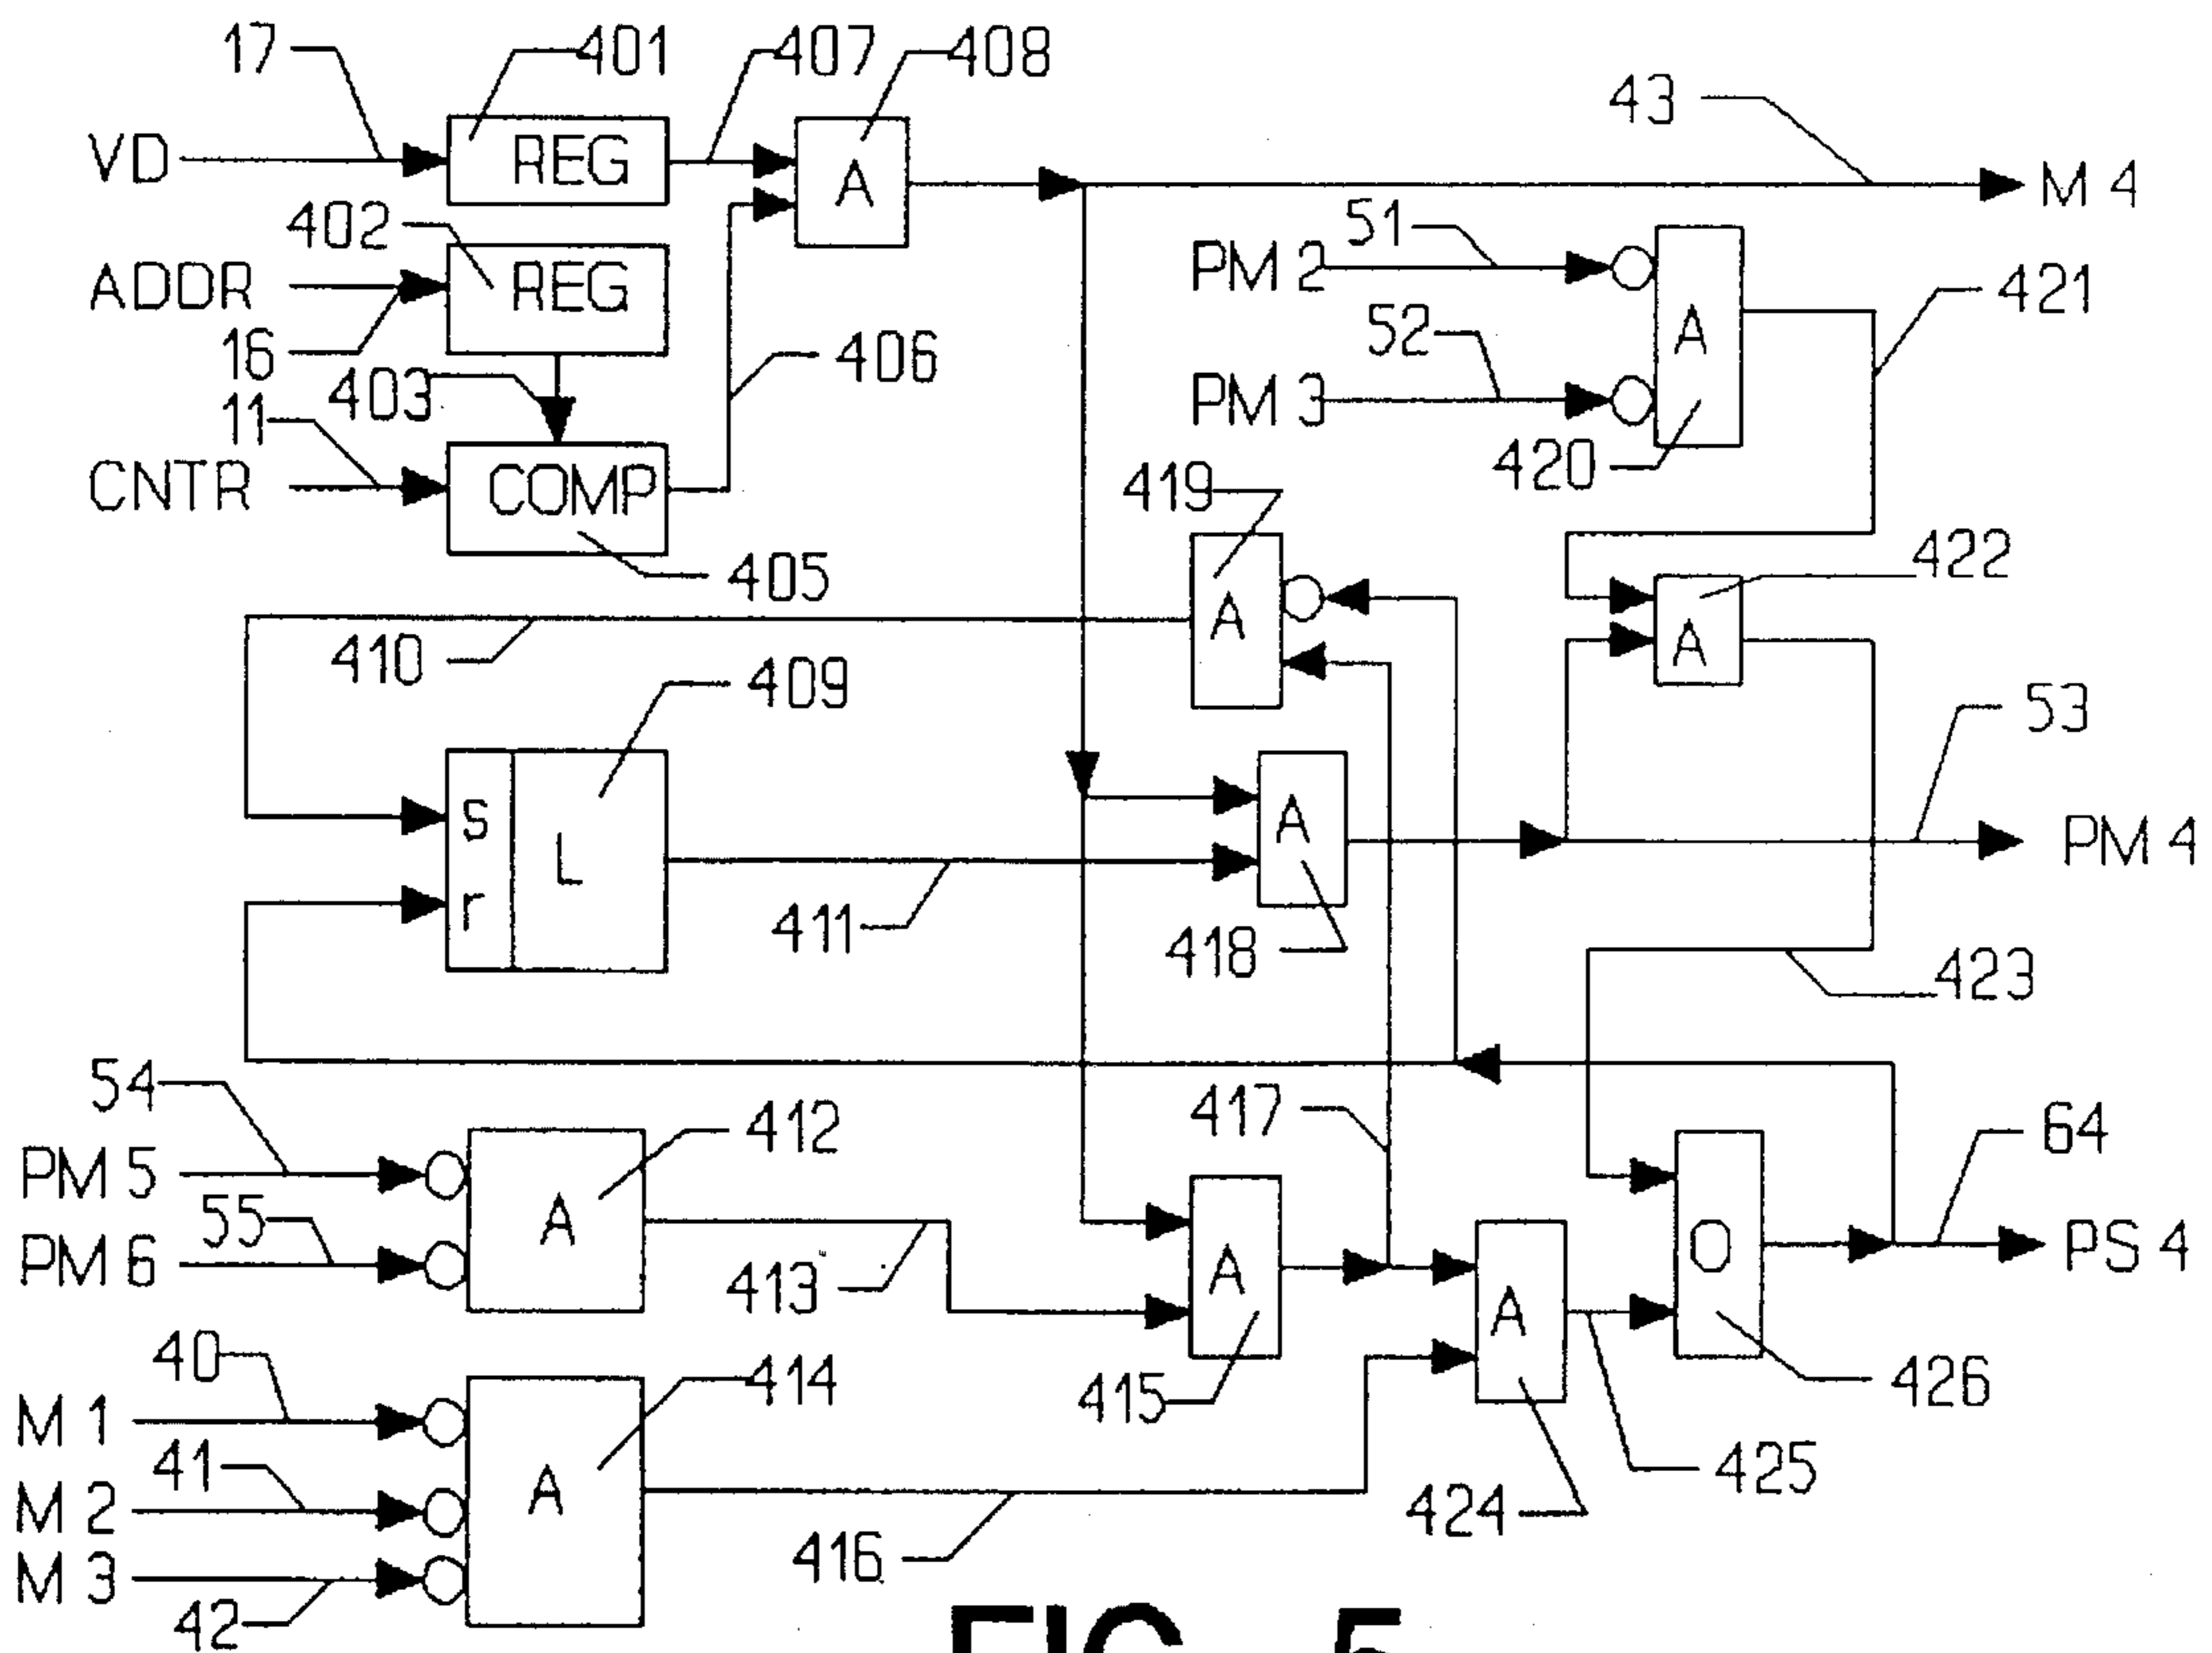 17
401
407
408
43
VD
REG
A
M 4
402
51
ADDR
REG
PM 2
421
16
403
406
52
A
11
PM 3
CNTR
COMP
419
420
405
422
A
A
410
409
53
s
L
A
r
PM 4
411
418
423
54
412
417
64
PM 5
55
A
PM 6
413
A
O
PS 4
40
414
415
A
426
M 1
41
A
M 2
424
425
M 3
416
42
FIG. 5